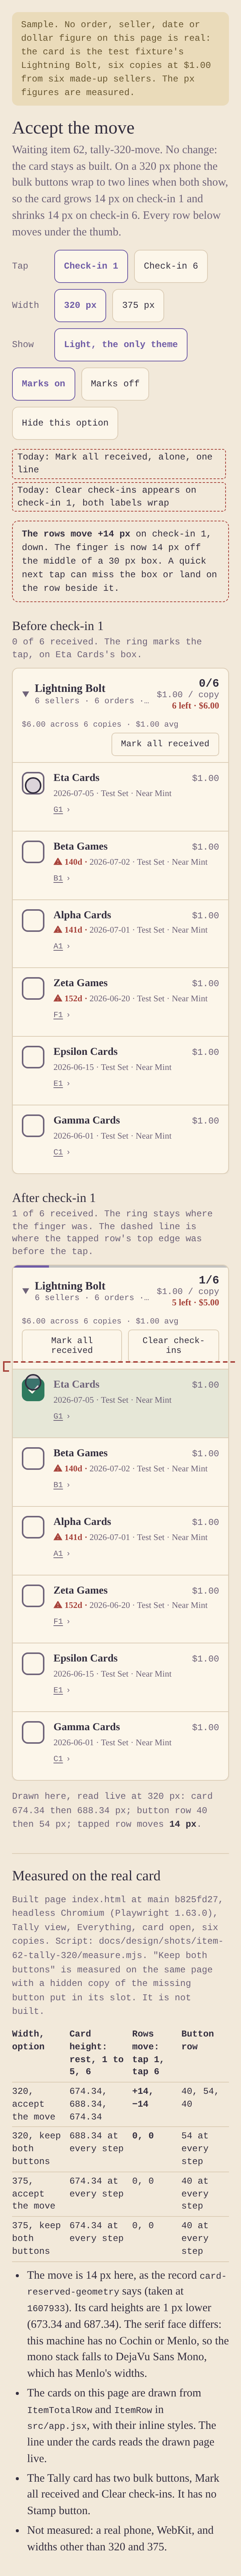 Sample. No order, seller, date or
dollar figure on this page is real:
the card is the test fixture's
Lightning Bolt, six copies at $1.00
from six made-up sellers. The px
figures are measured.
Accept the move
Waiting item 62, tally-320-move. No change:
the card stays as built. On a 320 px phone the
bulk buttons wrap to two lines when both show,
so the card grows 14 px on check-in 1 and
shrinks 14 px on check-in 6. Every row below
moves under the thumb.
Tap Check-in 1 Check-in 6
Width 320 px 375 px
Show Light, the only theme
Marks on Marks off
Hide this option
Today: Mark all received, alone, one
line
Today: Clear check-ins appears on
check-in 1, both labels wrap
The rows move +14 px on check-in 1,
down. The finger is now 14 px off
the middle of a 30 px box. A quick
next tap can miss the box or land on
the row beside it.
Before check-in 1
0 of 6 received. The ring marks the
tap, on Eta Cards's box.
Lightning Bolt 0/6
6 sellers · 6 orders ·… $1.00 / copy
6 left · $6.00
$6.00 across 6 copies · $1.00 avg
Mark all received
Eta Cards $1.00
2026-07-05 · Test Set · Near Mint
G1 ›
Beta Games $1.00
140d · 2026-07-02 · Test Set · Near Mint
B1 ›
Alpha Cards $1.00
141d · 2026-07-01 · Test Set · Near Mint
A1 ›
Zeta Games $1.00
152d · 2026-06-20 · Test Set · Near Mint
F1 ›
Epsilon Cards $1.00
2026-06-15 · Test Set · Near Mint
E1 ›
Gamma Cards $1.00
2026-06-01 · Test Set · Near Mint
C1 ›
After check-in 1
1 of 6 received. The ring stays where
the finger was. The dashed line is
where the tapped row's top edge was
before the tap.
Lightning Bolt 1/6
6 sellers · 6 orders ·… $1.00 / copy
5 left · $5.00
$6.00 across 6 copies · $1.00 avg
Mark all received Clear check-ins
Eta Cards $1.00
2026-07-05 · Test Set · Near Mint
G1 ›
Beta Games $1.00
140d · 2026-07-02 · Test Set · Near Mint
B1 ›
Alpha Cards $1.00
141d · 2026-07-01 · Test Set · Near Mint
A1 ›
Zeta Games $1.00
152d · 2026-06-20 · Test Set · Near Mint
F1 ›
Epsilon Cards $1.00
2026-06-15 · Test Set · Near Mint
E1 ›
Gamma Cards $1.00
2026-06-01 · Test Set · Near Mint
C1 ›
Drawn here, read live at 320 px: card
674.34 then 688.34 px; button row 40
then 54 px; tapped row moves 14 px.
Measured on the real card
Built page index.html at main b825fd27,
headless Chromium (Playwright 1.63.0),
Tally view, Everything, card open, six
copies. Script: docs/design/shots/item-
62-tally-320/measure.mjs. "Keep both
buttons" is measured on the same page
with a hidden copy of the missing
button put in its slot. It is not
built.
Width, option Card height: rest, 1 to 5, 6 Rows move: tap 1, tap 6 Button row
320, accept the move 674.34, 688.34, 674.34 +14, −14 40, 54, 40
320, keep both buttons 688.34 at every step 0, 0 54 at every step
375, accept the move 674.34 at every step 0, 0 40 at every step
375, keep both buttons 674.34 at every step 0, 0 40 at every step
• The move is 14 px here, as the record card-
reserved-geometry says (taken at
1607933). Its card heights are 1 px lower
(673.34 and 687.34). The serif face differs:
this machine has no Cochin or Menlo, so the
mono stack falls to DejaVu Sans Mono,
which has Menlo's widths.
• The cards on this page are drawn from
ItemTotalRow and ItemRow in
src/app.jsx, with their inline styles. The
line under the cards reads the drawn page
live.
• The Tally card has two bulk buttons, Mark
all received and Clear check-ins. It has no
Stamp button.
• Not measured: a real phone, WebKit, and
widths other than 320 and 375.